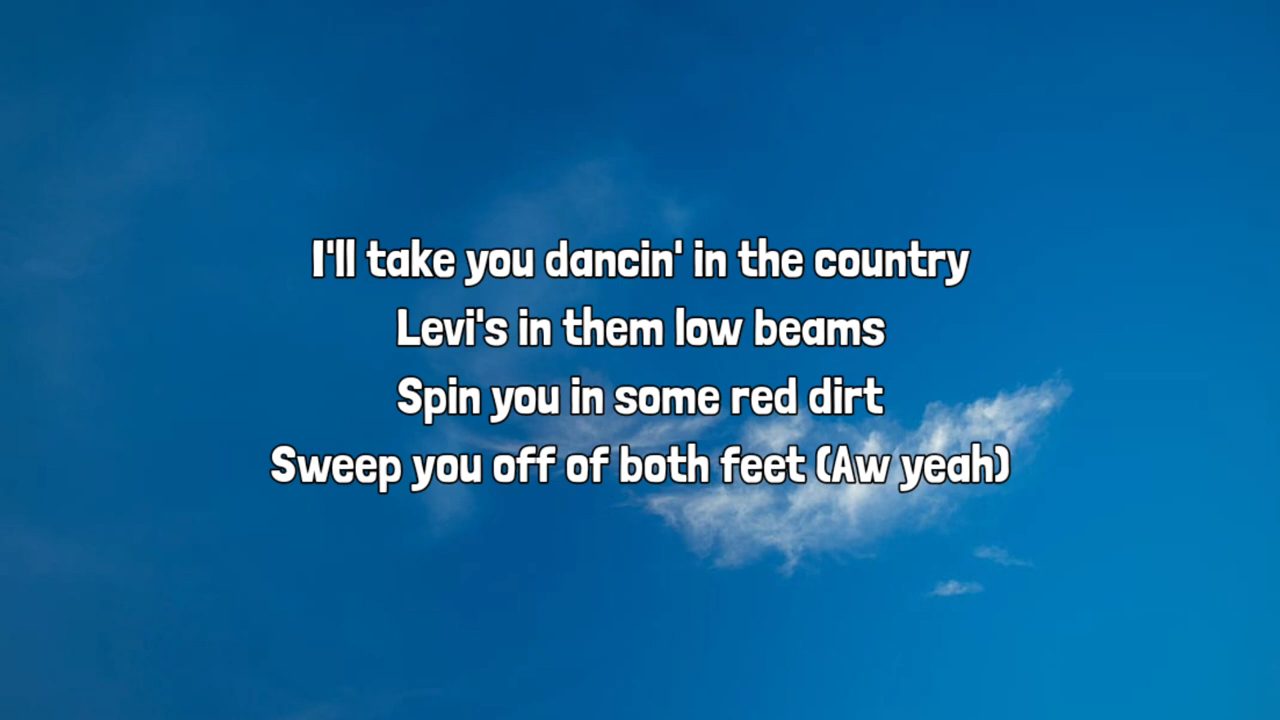 I'll take you dancin' in the country
Levi's in them low beams
Spin you in some red dirt
Sweep you off of both feet (Aw yeah)